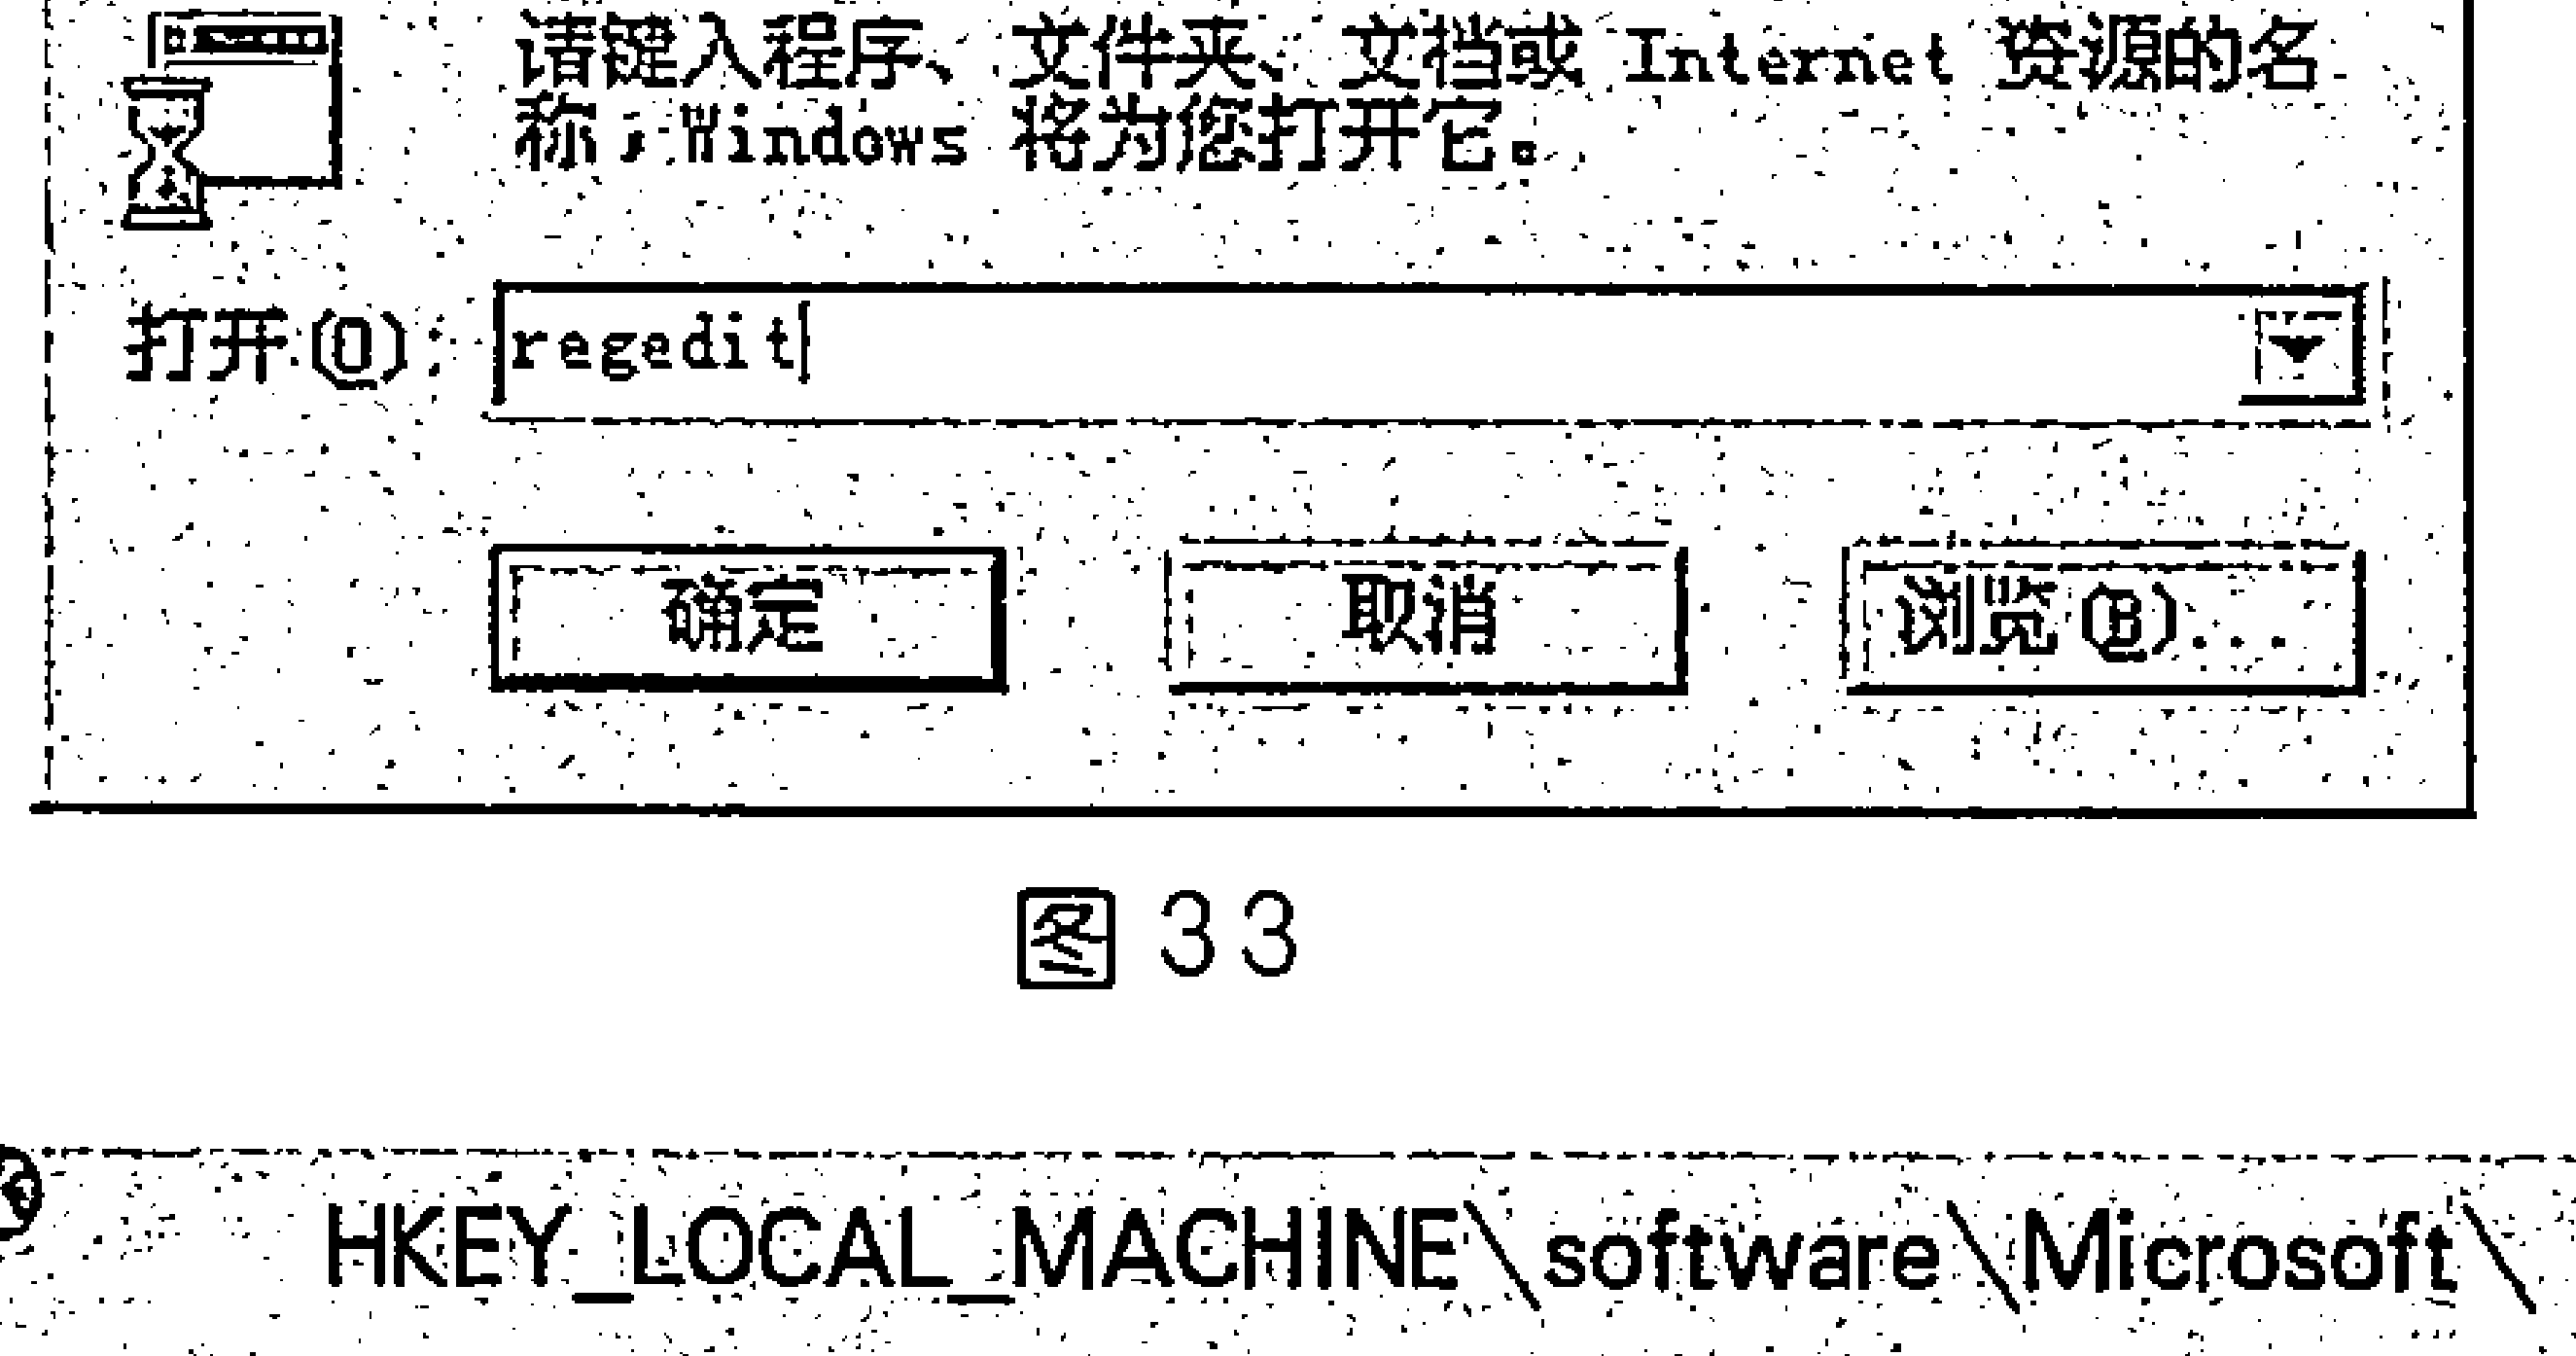 请键入程序、文件夹、文档或 Internet 资源的名
称，Windows 将为您打开它。
打开(O): regedit
确定 取消 浏览(B)...
图 33
HKEY_LOCAL_MACHINE\software\Microsoft\